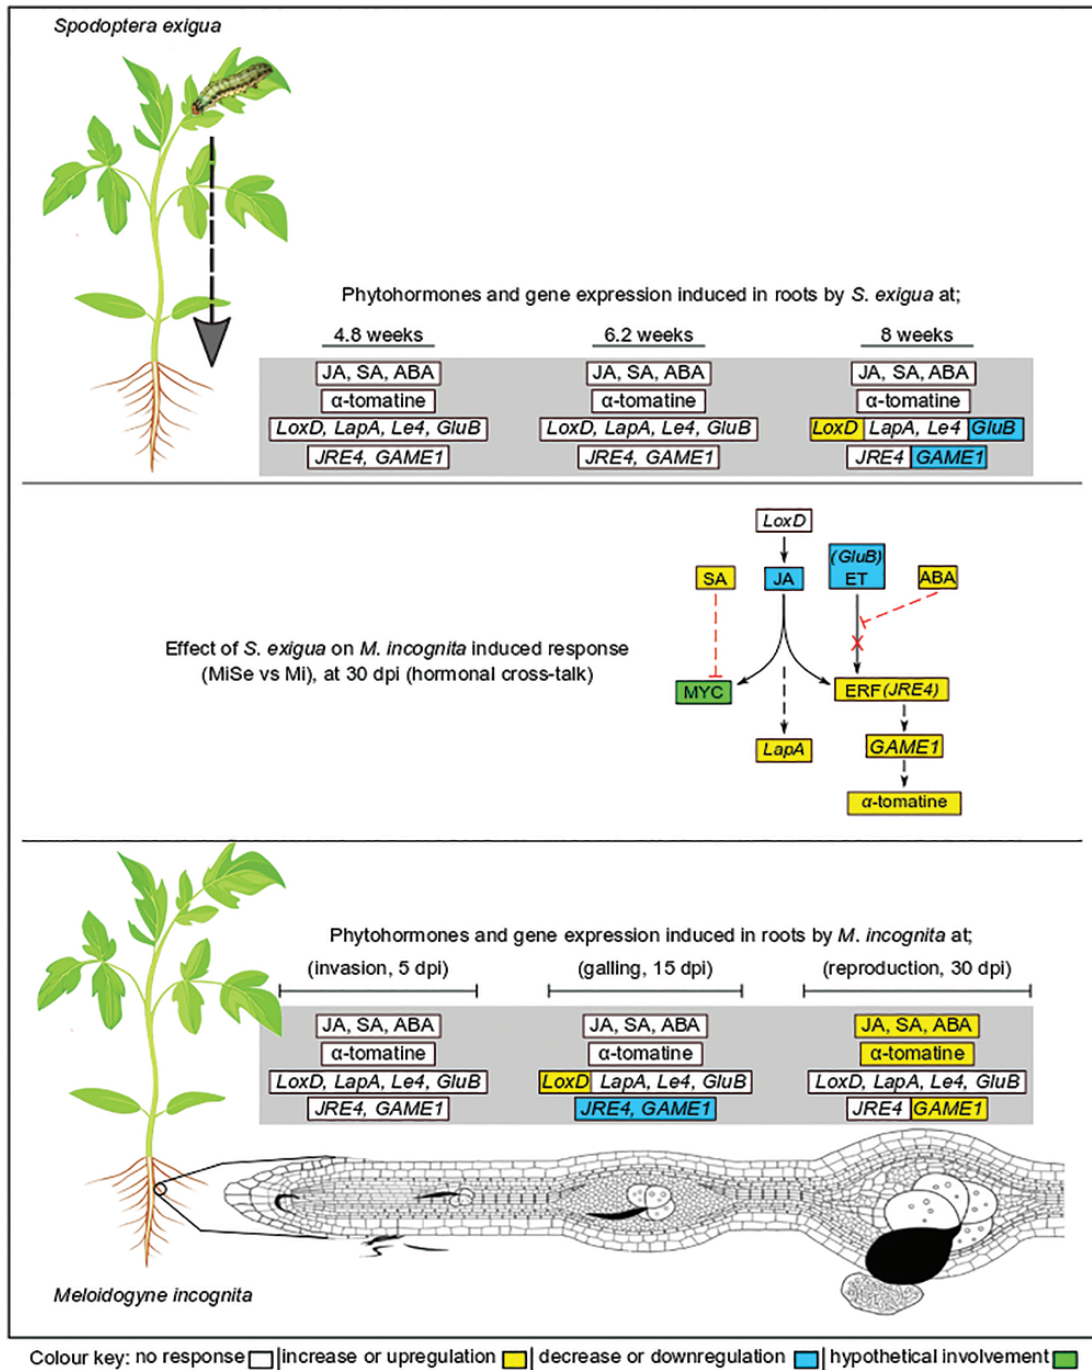 Spodoptera exigua
Phytohormones and gene expression induced in roots by S. exigua at;
4.8 weeks
6.2 weeks
8 weeks
JA, SA, ABA
JA, SA, ABA
JA, SA, ABA
α-tomatine
α-tomatine
α-tomatine
LoxD, LapA, Le4, GluB
LoxD, LapA, Le4, GluB
LoxD LapA, Le4 GluB
JRE4, GAME1
JRE4, GAME1
JRE4 GAME1
LoxD
(GluB)
SA
JA
ET
ABA
Effect of S. exigua on M. incognita induced response
(MiSe vs Mi), at 30 dpi (hormonal cross-talk)
MYC
ERF(JRE4)
LapA
GAME1
α-tomatine
Phytohormones and gene expression induced in roots by M. incognita at;
(invasion, 5 dpi)
(galling, 15 dpi)
(reproduction, 30 dpi)
JA, SA, ABA
JA, SA, ABA
JA, SA, ABA
α-tomatine
α-tomatine
α-tomatine
LoxD, LapA, Le4, GluB
LoxD LapA, Le4, GluB
LoxD, LapA, Le4, GluB
JRE4, GAME1
JRE4, GAME1
JRE4 GAME1
Meloidogyne incognita
Colour key: no response |increase or upregulation | decrease or downregulation | hypothetical involvement